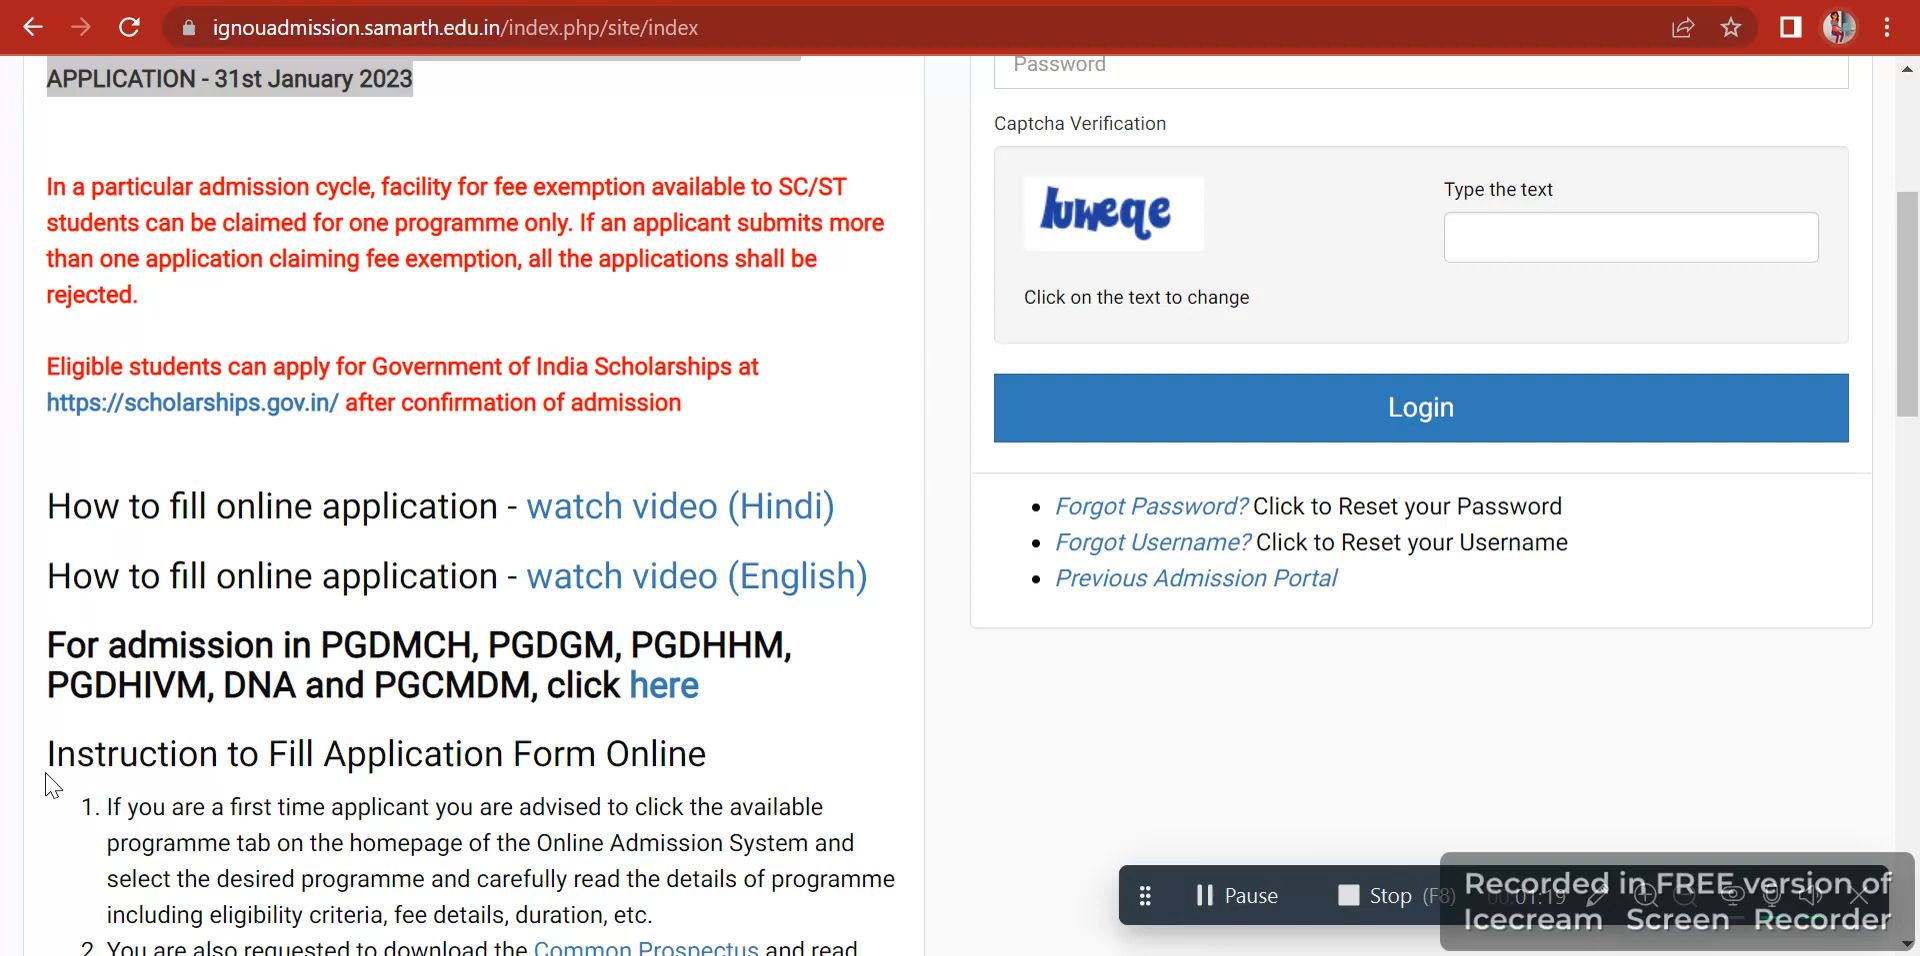 ignouadmission.samarth.edu.in/index.php/site/index
APPLICATION - 31st January 2023
In a particular admission cycle, facility for fee exemption available to SC/ST
students can be claimed for one programme only. If an applicant submits more
than one application claiming fee exemption, all the applications shall be
rejected.
Eligible students can apply for Government of India Scholarships at
https://scholarships.gov.in/ after confirmation of admission
How to fill online application - watch video (Hindi)
How to fill online application - watch video (English)
For admission in PGDMCH, PGDGM, PGDHHM,
PGDHIVM, DNA and PGCMDM, click here
Instruction to Fill Application Form Online
1. If you are a first time applicant you are advised to click the available
programme tab on the homepage of the Online Admission System and
select the desired programme and carefully read the details of programme
including eligibility criteria, fee details, duration, etc.
2 You are also requested to download the Common Prospectus and read
Password
Captcha Verification
luweqe
Type the text
Click on the text to change
Login
Forgot Password? Click to Reset your Password
Forgot Username? Click to Reset your Username
Previous Admission Portal
Pause
Stop (F8)
01:19
Recorded in FREE version of
Icecream Screen Recorder